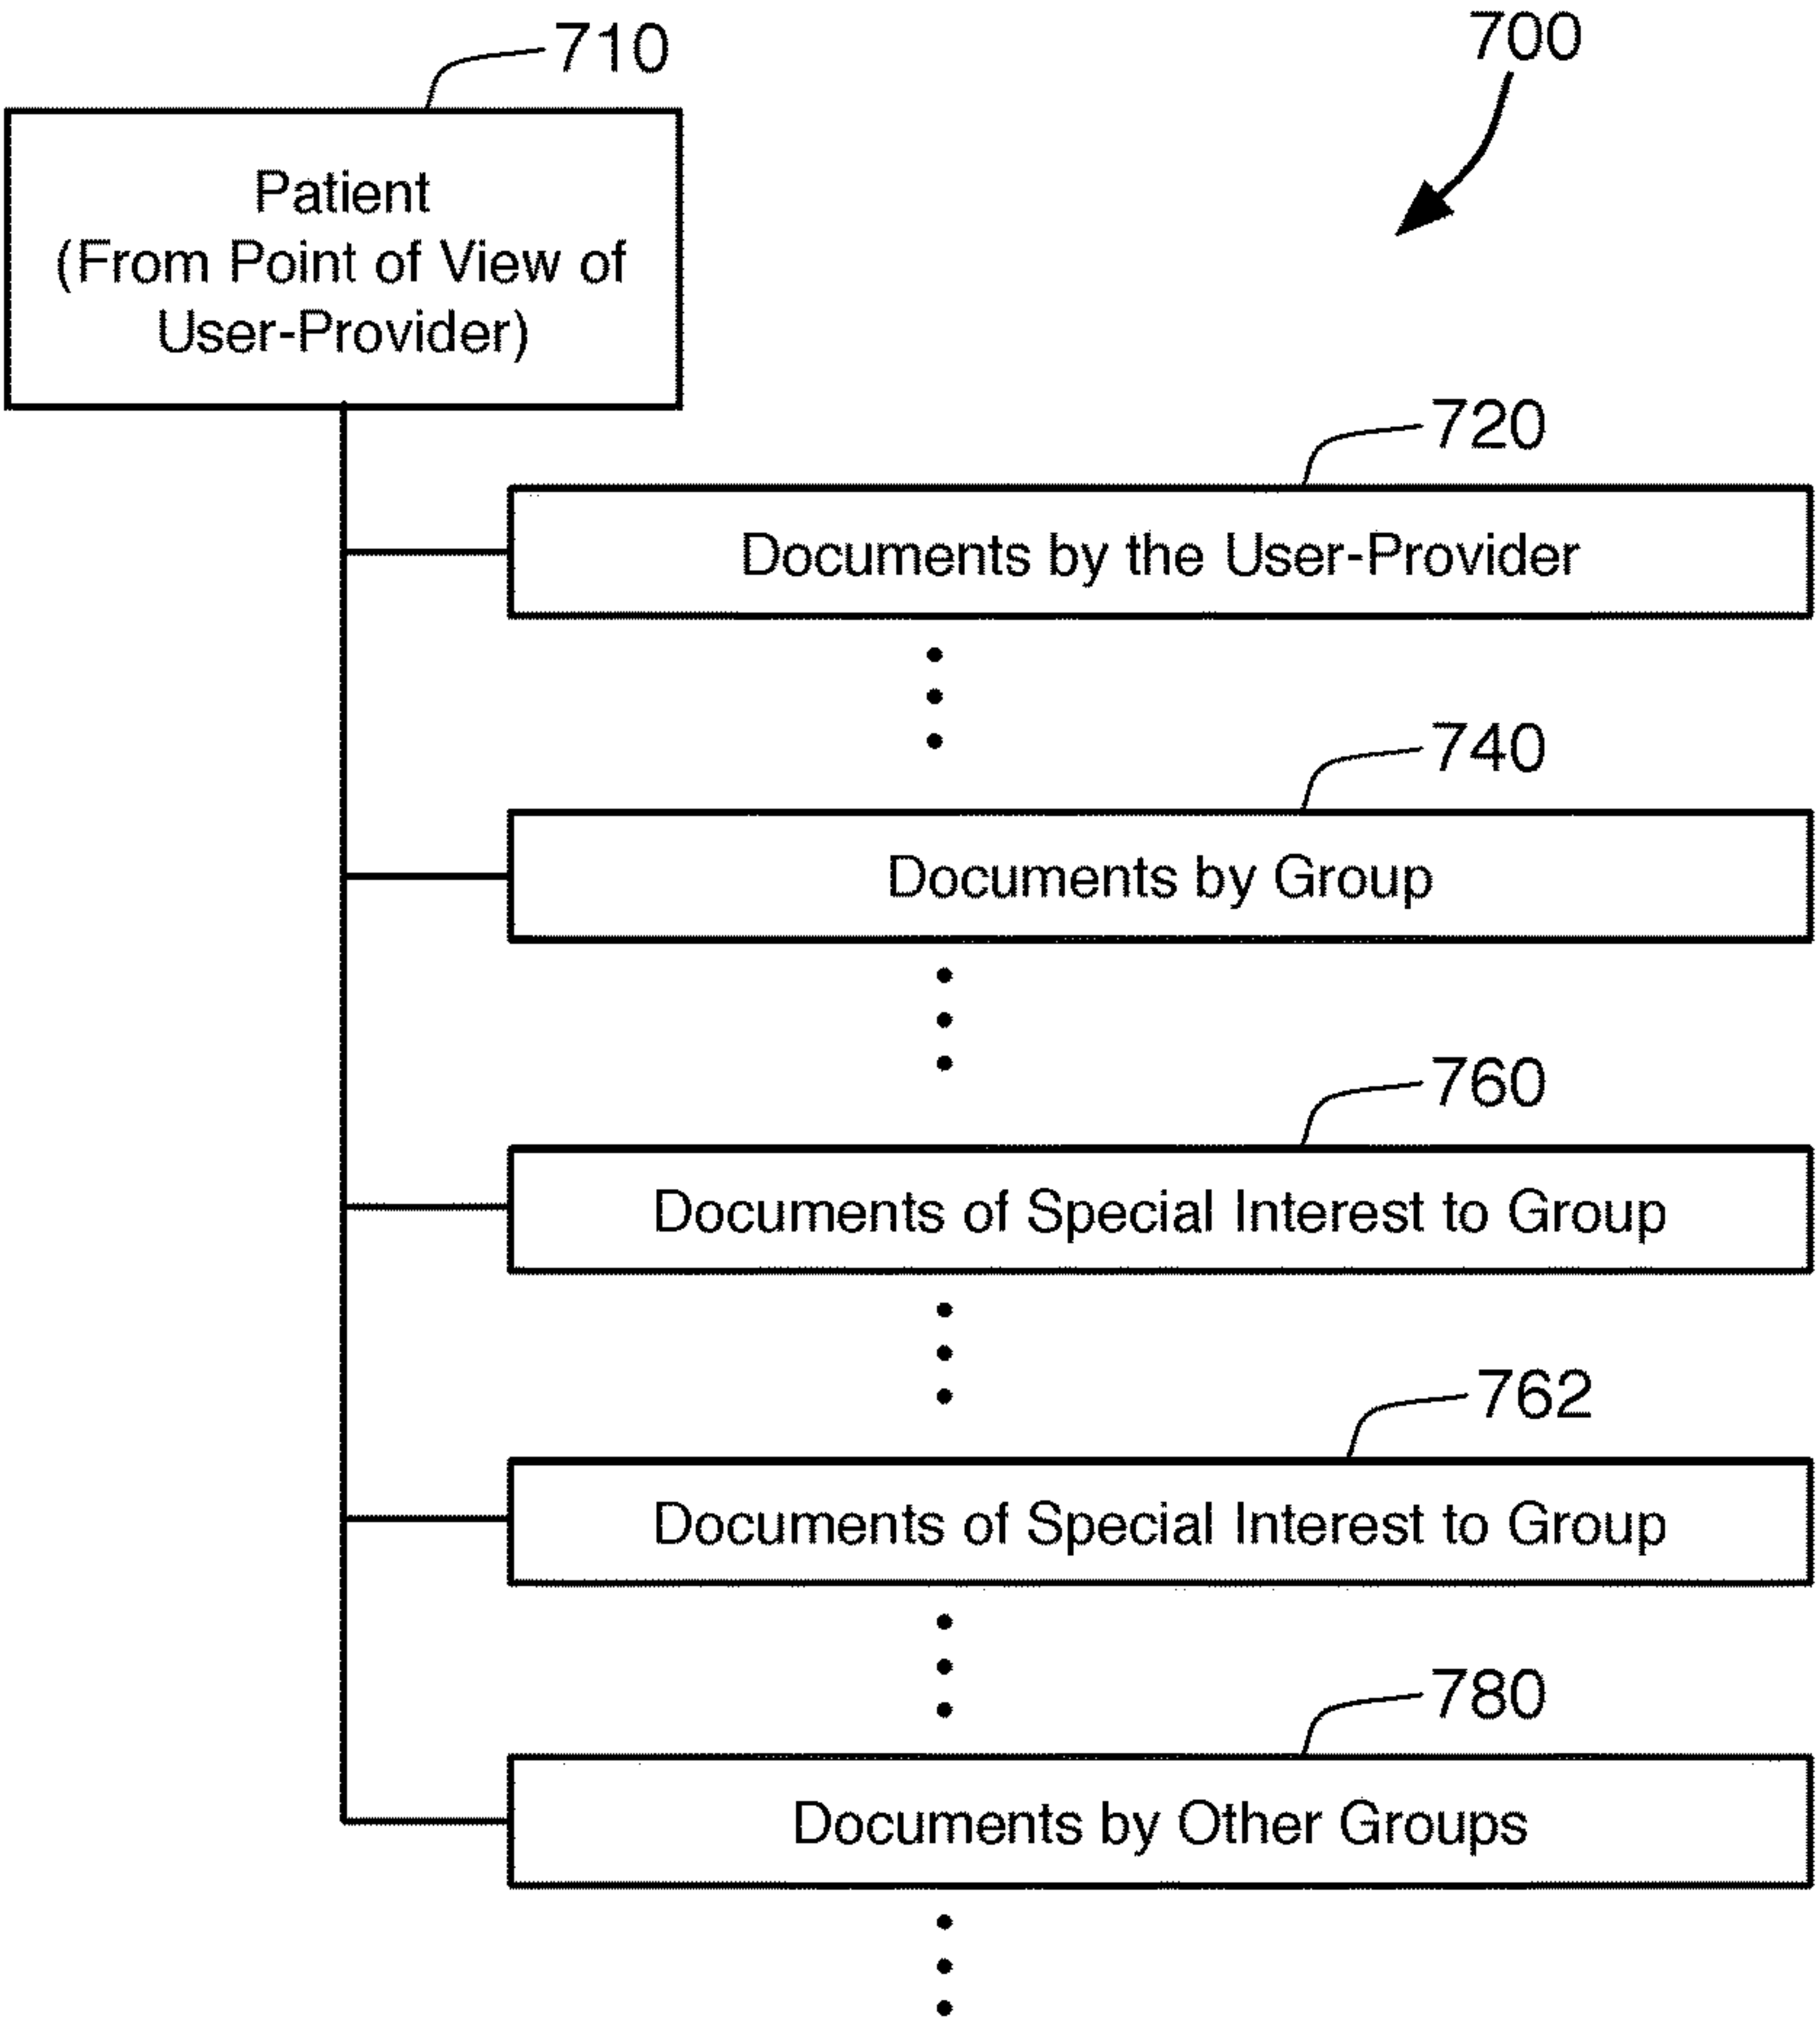 710
700
Patient
(From Point of View of
User-Provider)
720
Documents by the User-Provider
740
Documents by Group
760
Documents of Special Interest to Group
762
Documents of Special Interest to Group
780
Documents by Other Groups